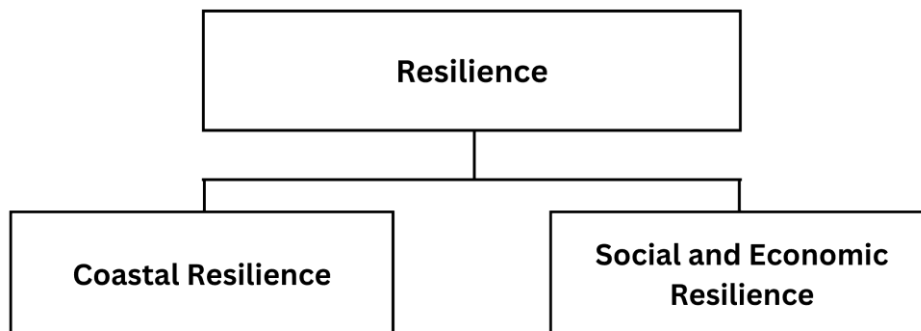 Resilience
Coastal Resilience
Social and Economic
Resilience